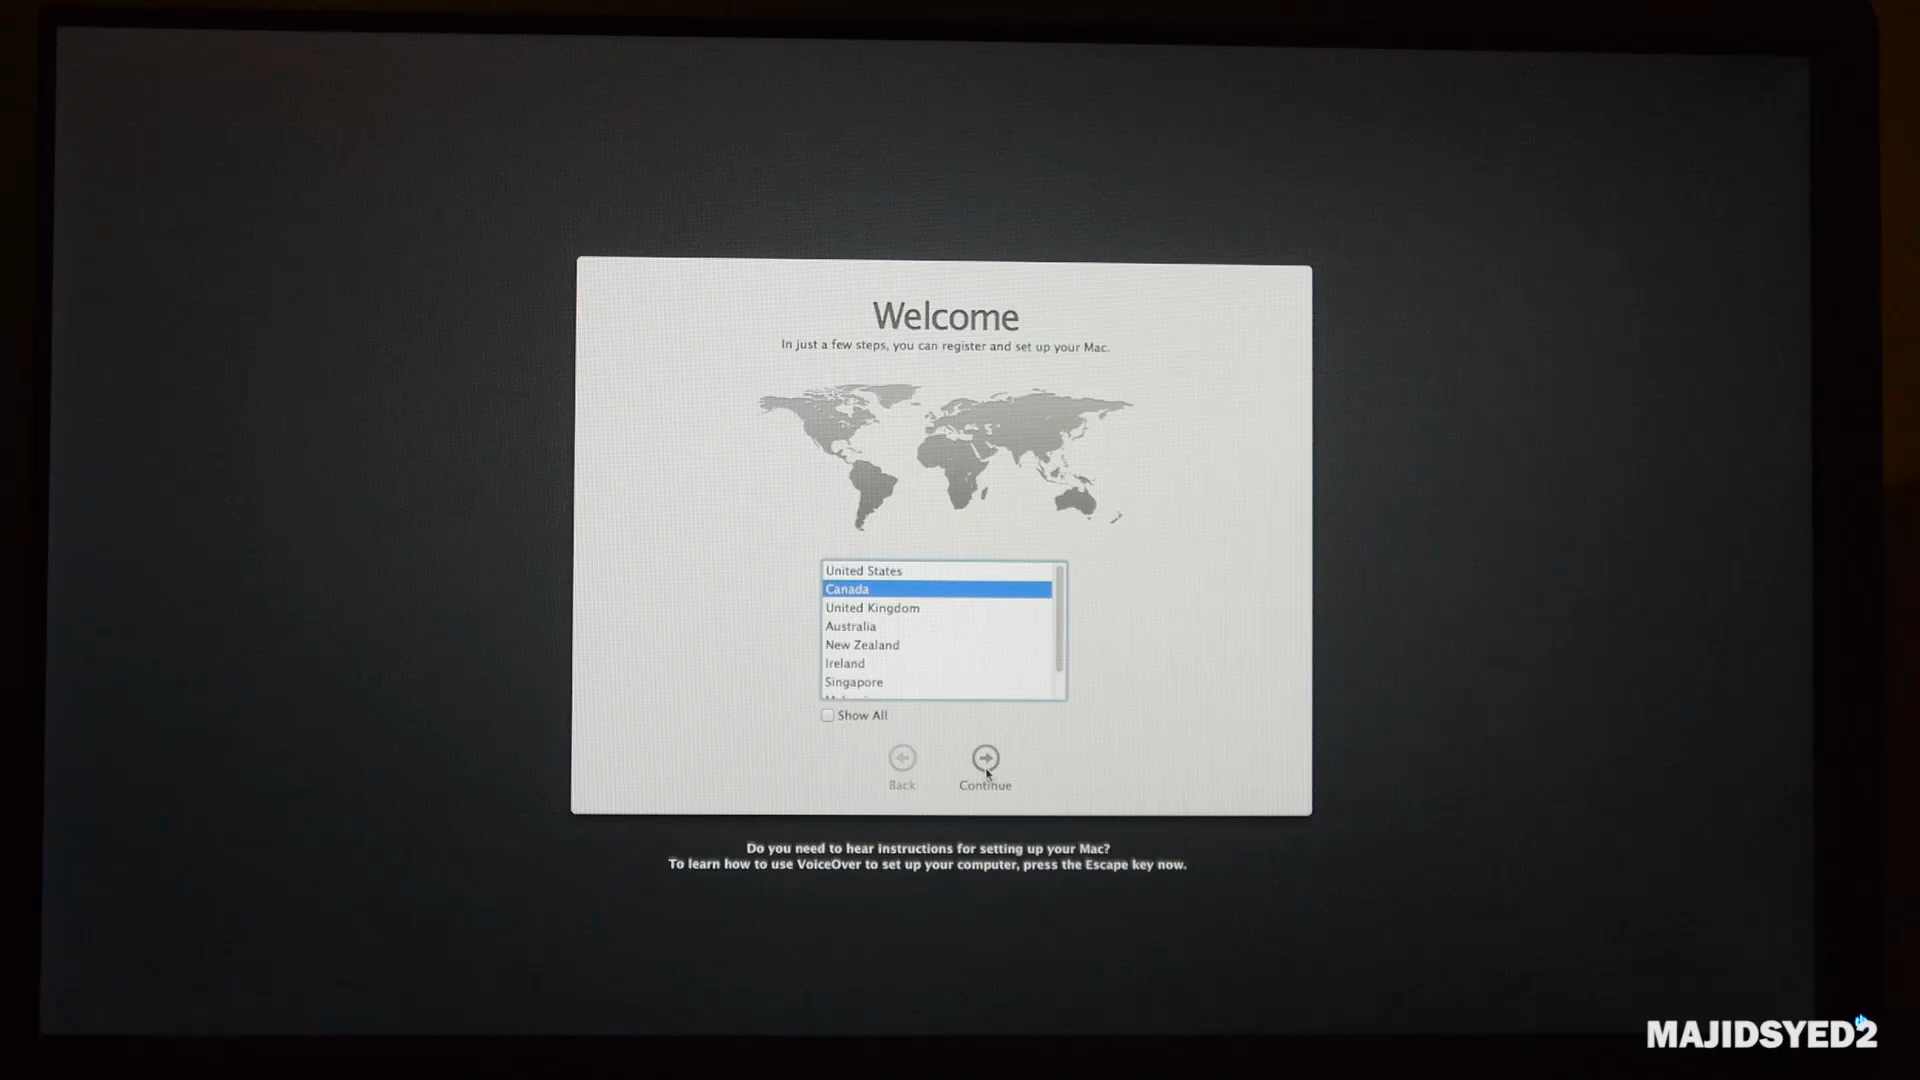 Welcome
In just a few steps, you can register and set up your Mac.
United States
Canada
United Kingdom
Australia
New Zealand
Ireland
Singapore
Show All
Back
Continue
Do you need to hear instructions for setting up your Mac?
To learn how to use VoiceOver to set up your computer, press the Escape key now.
MAJIDSYED2